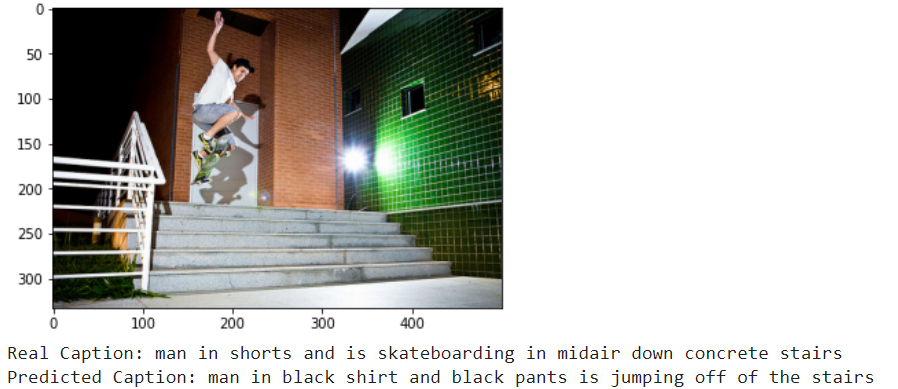 0
50
100
150
200
250
300
0 100 200 300 400
Real Caption: man in shorts and is skateboarding in midair down concrete stairs
Predicted Caption: man in black shirt and black pants is jumping off of the stairs